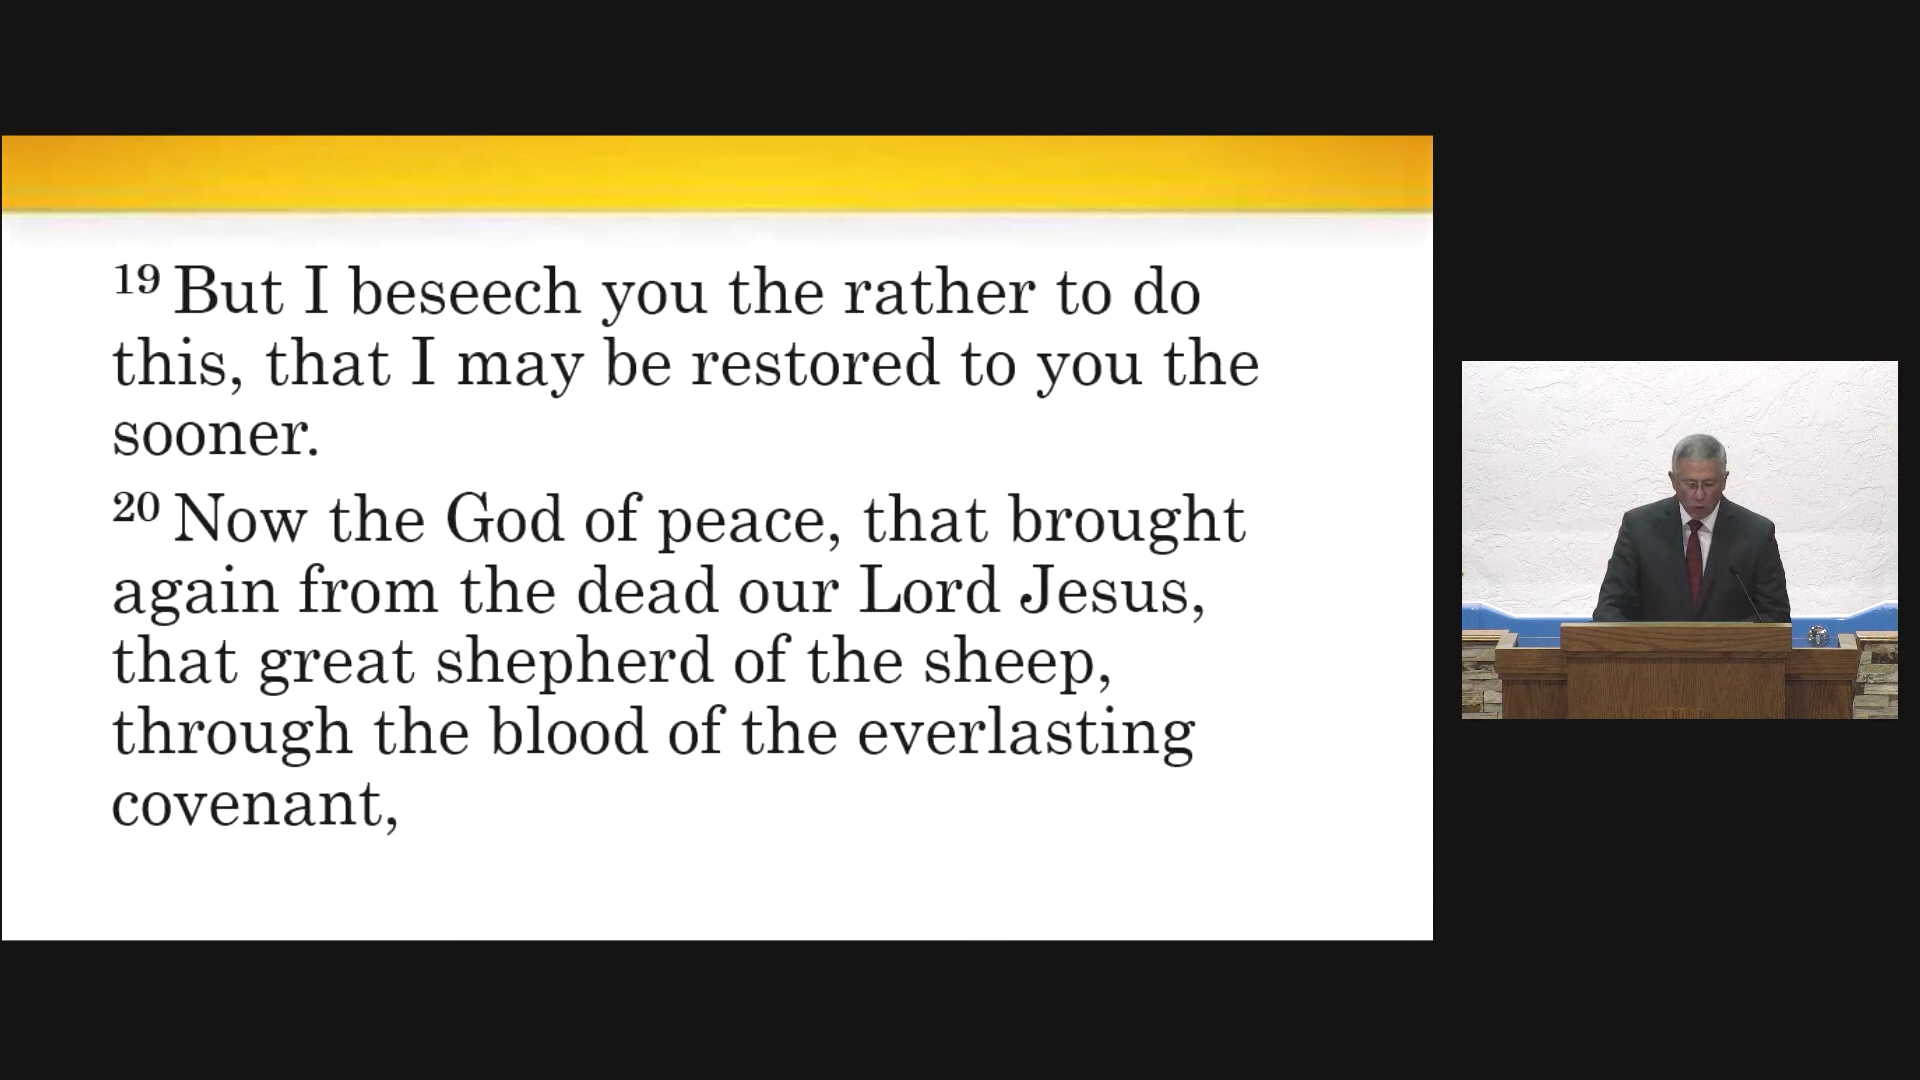 19 But I beseech you the rather to do
this, that I may be restored to you the
sooner.
20 Now the God of peace, that brought
again from the dead our Lord Jesus,
that great shepherd of the sheep,
through the blood of the everlasting
covenant,